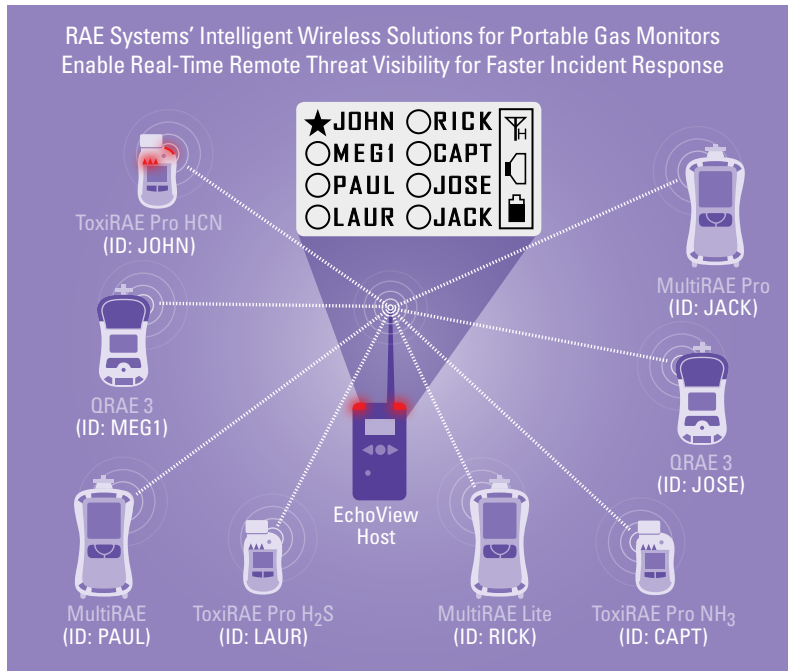 RAE Systems’ Intelligent Wireless Solutions for Portable Gas Monitors
Enable Real-Time Remote Threat Visibility for Faster Incident Response
★JOHN ○RICK
○MEG1 ○CAPT
○PAUL ○JOSE
○LAUR ○JACK
H
ToxiRAE Pro HCN
(ID: JOHN)
MultiRAE Pro
(ID: JACK)
QRAE 3
(ID: MEG1)
QRAE 3
(ID: JOSE)
EchoView
Host
MultiRAE
(ID: PAUL)
ToxiRAE Pro H₂S
(ID: LAUR)
MultiRAE Lite
(ID: RICK)
ToxiRAE Pro NH₃
(ID: CAPT)